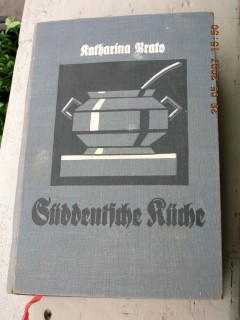 Katharina Prato
Süddeutsche Küche
26.05.2007 15:50